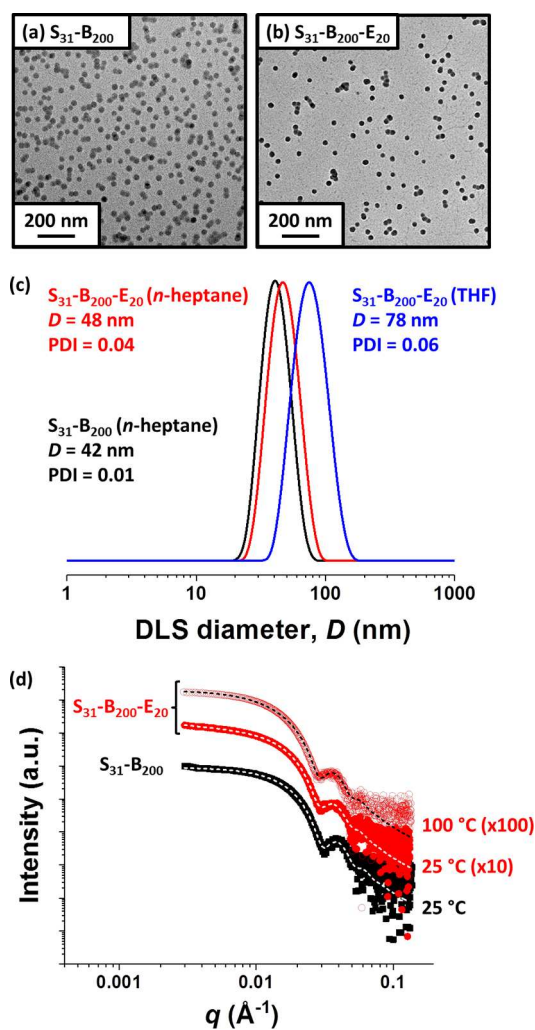 (a) S₃₁-B₂₀₀
200 nm
(b) S₃₁-B₂₀₀-E₂₀
200 nm
(c)
S₃₁-B₂₀₀-E₂₀ (n-heptane)
D = 48 nm
PDI = 0.04
S₃₁-B₂₀₀-E₂₀ (THF)
D = 78 nm
PDI = 0.06
S₃₁-B₂₀₀ (n-heptane)
D = 42 nm
PDI = 0.01
1 10 100 1000
DLS diameter, D (nm)
(d)
S₃₁-B₂₀₀-E₂₀
S₃₁-B₂₀₀
100 °C (x100)
25 °C (x10)
25 °C
Intensity (a.u.)
0.001 0.01 0.1
q (Å⁻¹)